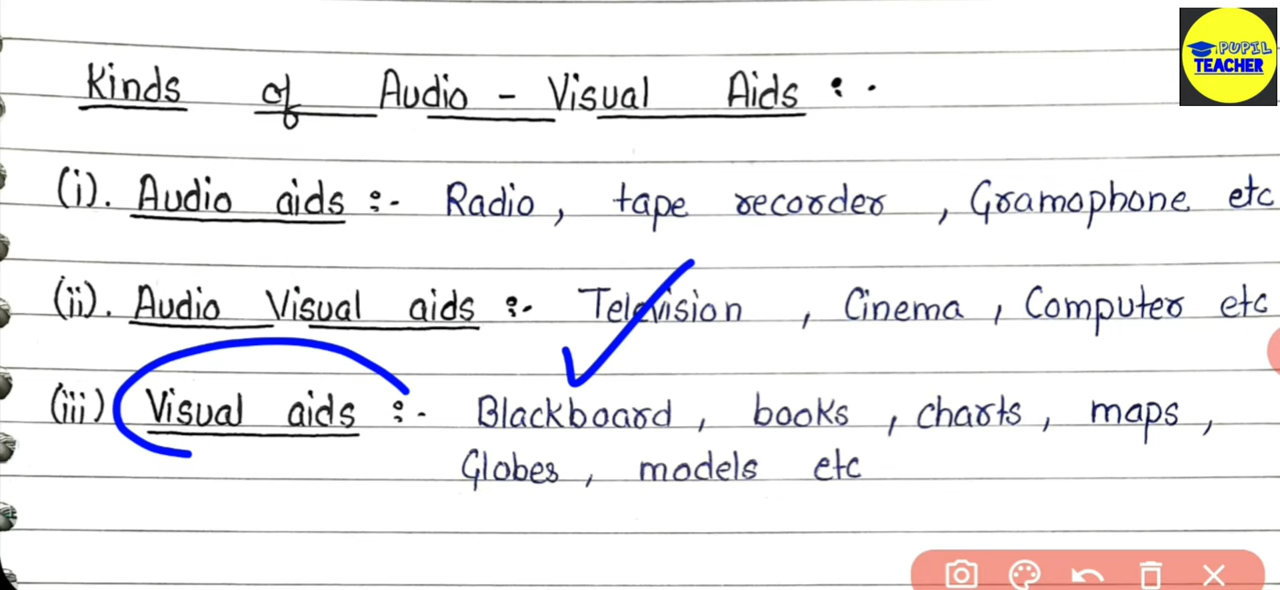 PUPIL
TEACHER
Kinds of Audio - Visual Aids :-
(i). Audio aids :- Radio, tape recorder, Gramophone etc
(ii). Audio Visual aids :- Television, Cinema, Computer etc
(iii) Visual aids :- Blackboard, books, charts, maps,
Globes, models etc